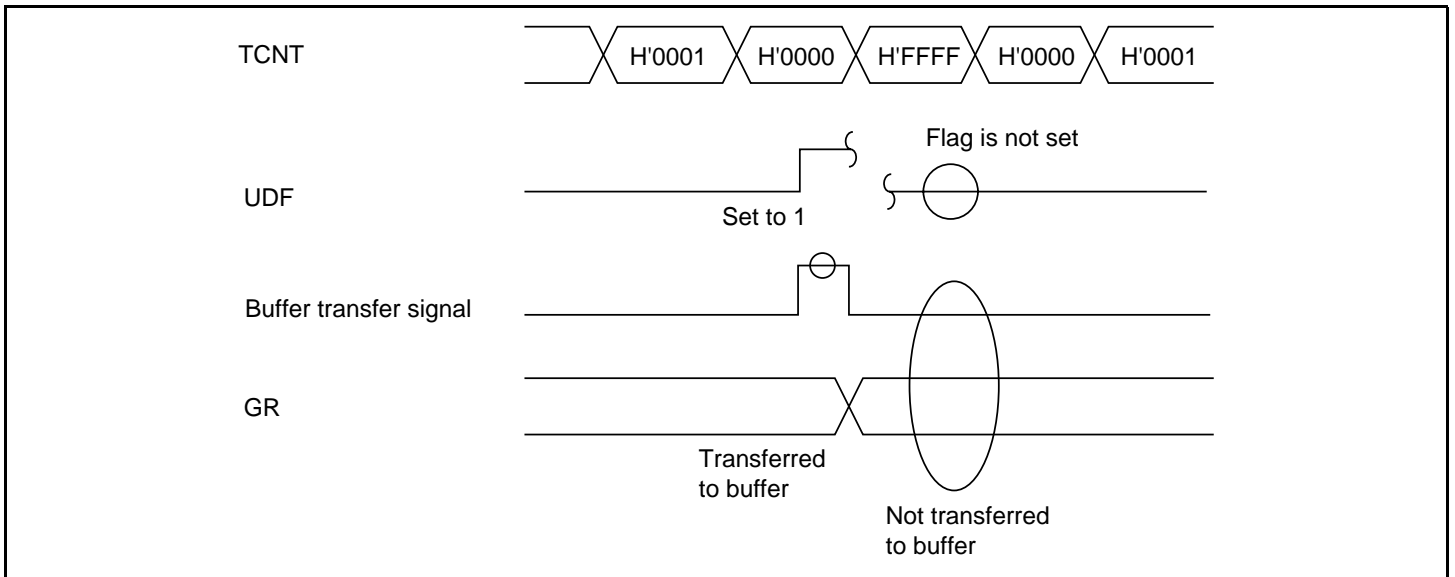 TCNT
H'0001
H'0000
H'FFFF
H'0000
H'0001
Flag is not set
UDF
Set to 1
Buffer transfer signal
GR
Transferred
to buffer
Not transferred
to buffer